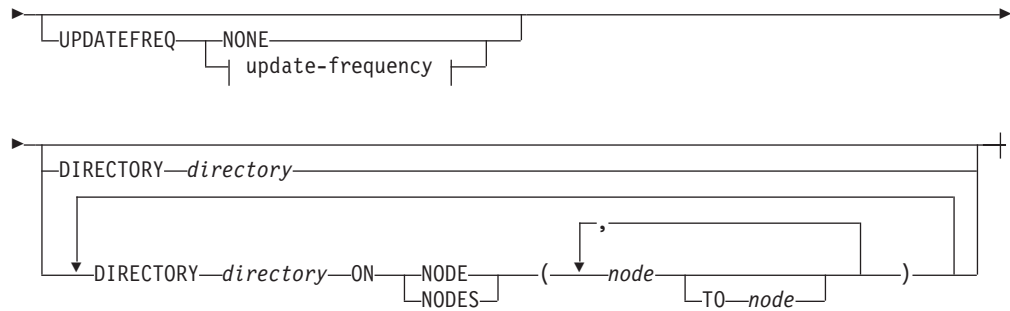 UPDATEFREQ NONE
update-frequency
DIRECTORY directory
,
DIRECTORY directory ON NODE ( node )
NODES TO node